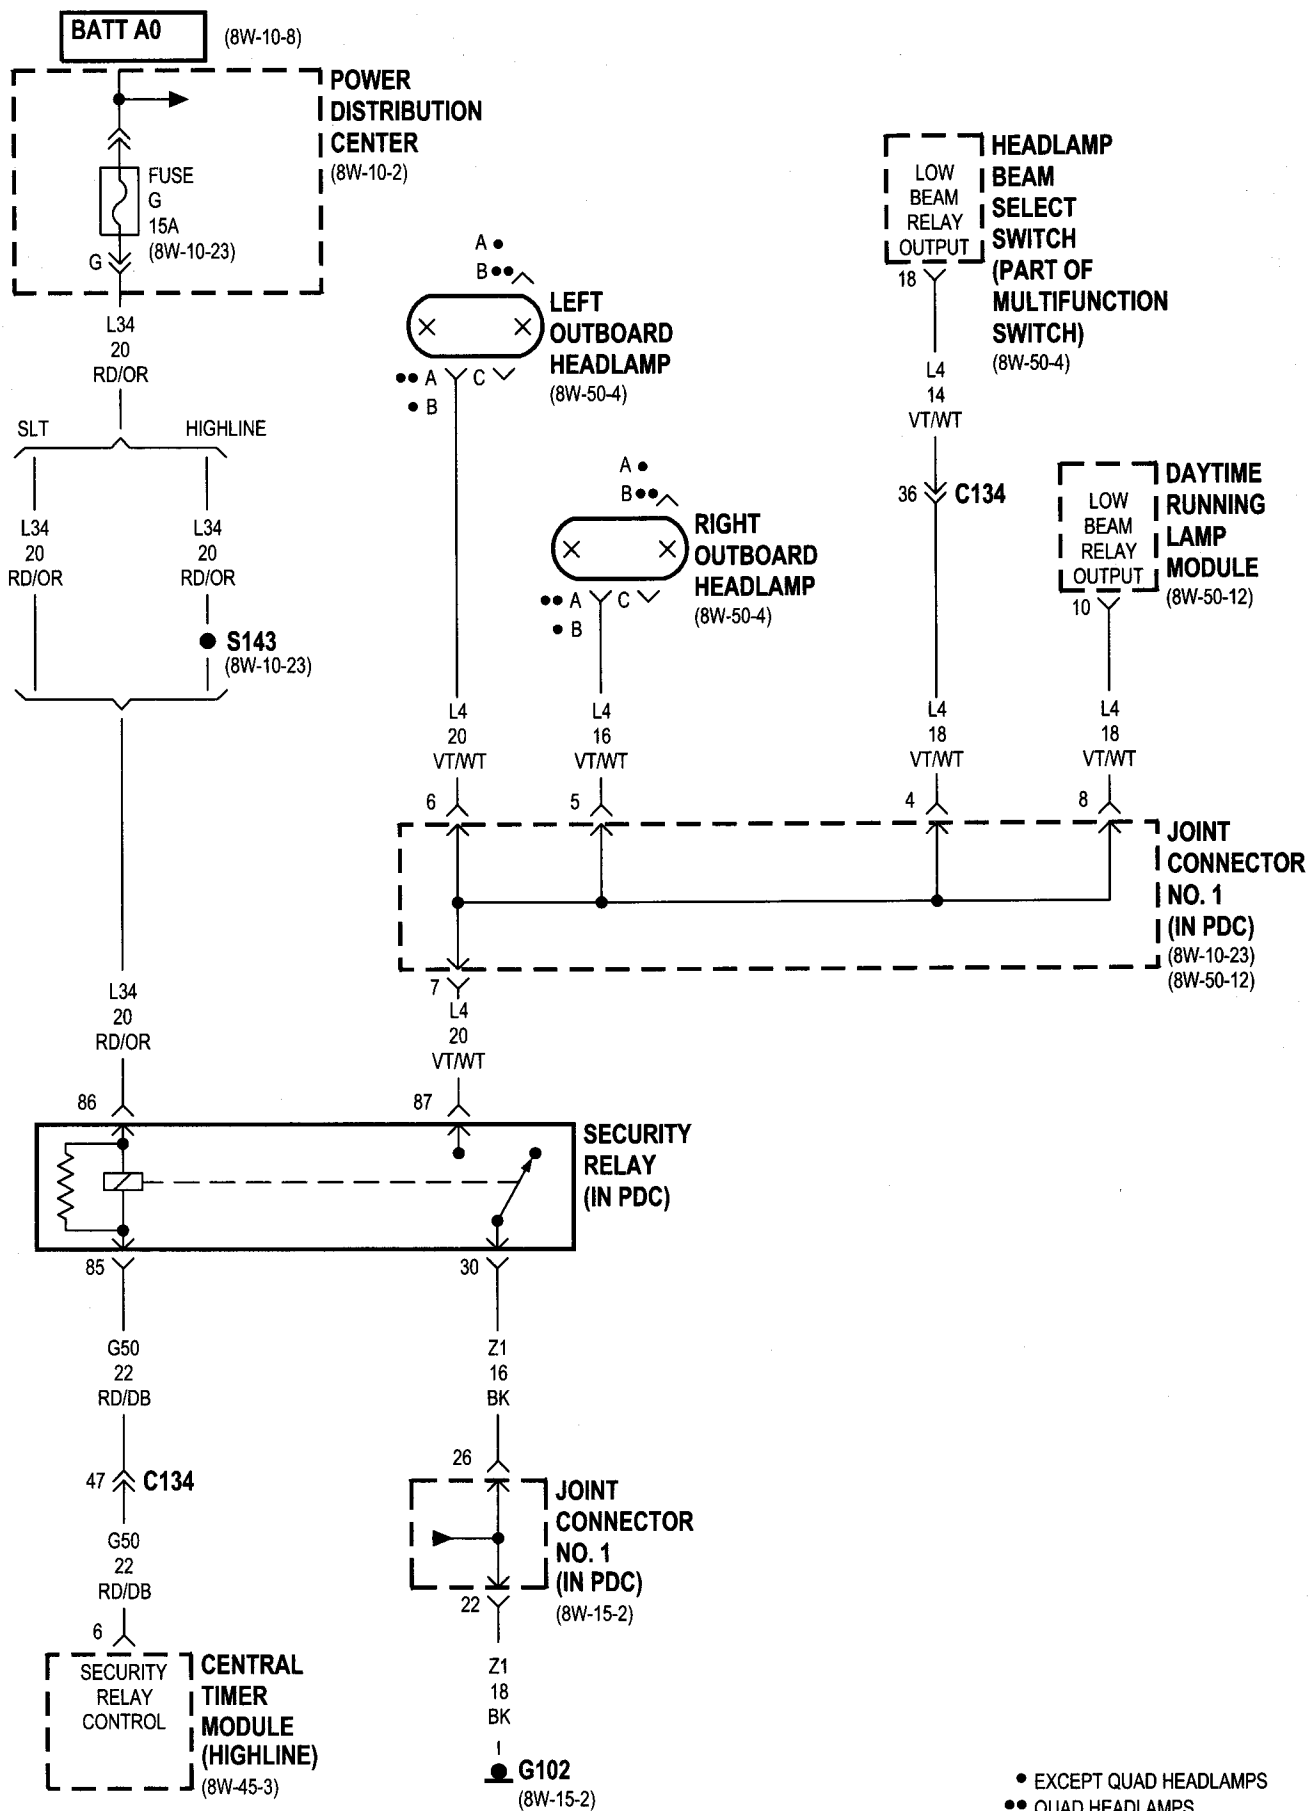 BATT A0
(8W-10-8)
POWER
DISTRIBUTION
CENTER
(8W-10-2)
FUSE
G
15A
(8W-10-23)
G
L34
20
RD/OR
SLT
HIGHLINE
L34
20
RD/OR
L34
20
RD/OR
S143
(8W-10-23)
L34
20
RD/OR
86
A
B
LEFT
OUTBOARD
HEADLAMP
(8W-50-4)
A
C
B
A
B
RIGHT
OUTBOARD
HEADLAMP
(8W-50-4)
A
C
B
LOW
BEAM
RELAY
OUTPUT
HEADLAMP
BEAM
SELECT
SWITCH
(PART OF
MULTIFUNCTION
SWITCH)
(8W-50-4)
18
L4
14
VT/WT
36
C134
LOW
BEAM
RELAY
OUTPUT
DAYTIME
RUNNING
LAMP
MODULE
(8W-50-12)
10
L4
20
VT/WT
L4
16
VT/WT
L4
18
VT/WT
L4
18
VT/WT
6
5
4
8
JOINT
CONNECTOR
NO. 1
(IN PDC)
(8W-10-23)
(8W-50-12)
7
L4
20
VT/WT
87
SECURITY
RELAY
(IN PDC)
85
30
G50
22
RD/DB
47
C134
G50
22
RD/DB
6
SECURITY
RELAY
CONTROL
CENTRAL
TIMER
MODULE
(HIGHLINE)
(8W-45-3)
Z1
16
BK
26
JOINT
CONNECTOR
NO. 1
(IN PDC)
(8W-15-2)
22
Z1
18
BK
G102
(8W-15-2)
• EXCEPT QUAD HEADLAMPS
•• QUAD HEADLAMPS